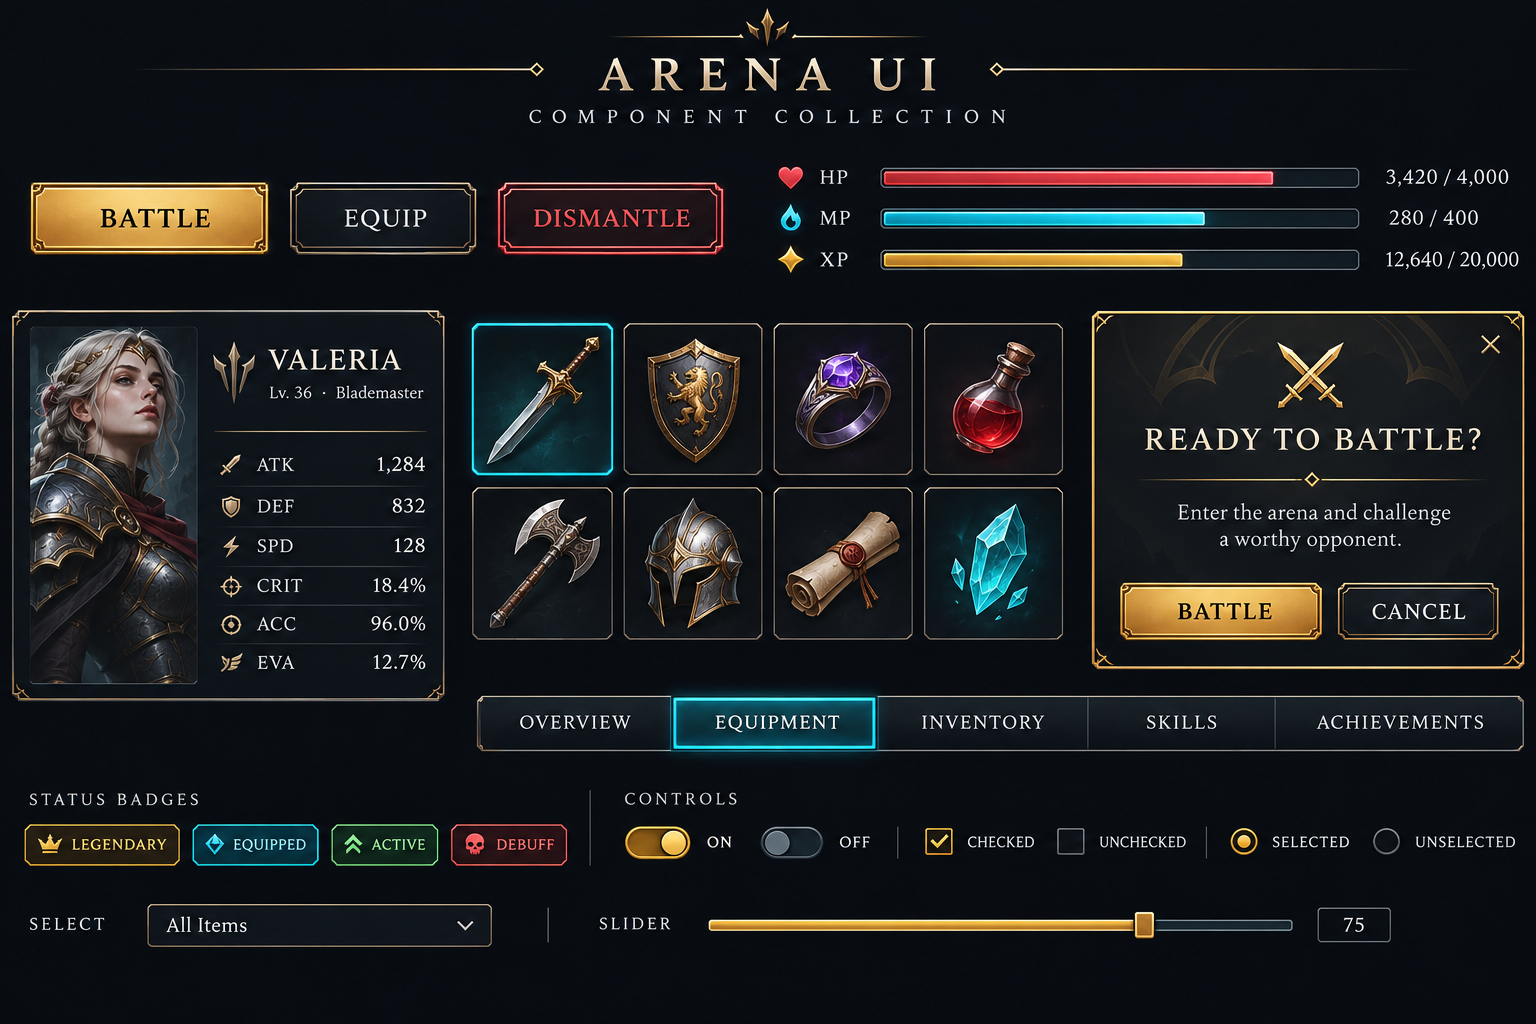 ARENA UI
COMPONENT COLLECTION
BATTLE
EQUIP
DISMANTLE
HP 3,420 / 4,000
MP 280 / 400
XP 12,640 / 20,000
VALERIA
Lv. 36 · Blademaster
ATK 1,284
DEF 832
SPD 128
CRIT 18.4%
ACC 96.0%
EVA 12.7%
READY TO BATTLE?
Enter the arena and challenge
a worthy opponent.
BATTLE
CANCEL
OVERVIEW
EQUIPMENT
INVENTORY
SKILLS
ACHIEVEMENTS
STATUS BADGES
LEGENDARY
EQUIPPED
ACTIVE
DEBUFF
CONTROLS
ON
OFF
CHECKED
UNCHECKED
SELECTED
UNSELECTED
SELECT
All Items
SLIDER
75